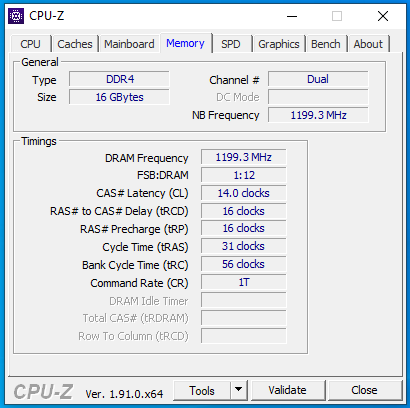 CPU-Z
CPU Caches Mainboard Memory SPD Graphics Bench About
General
Type DDR4 Channel # Dual
Size 16 GBytes DC Mode
NB Frequency 1199.3 MHz
Timings
DRAM Frequency 1199.3 MHz
FSB:DRAM 1:12
CAS# Latency (CL) 14.0 clocks
RAS# to CAS# Delay (tRCD) 16 clocks
RAS# Precharge (tRP) 16 clocks
Cycle Time (tRAS) 31 clocks
Bank Cycle Time (tRC) 56 clocks
Command Rate (CR) 1T
DRAM Idle Timer
Total CAS# (tRDRAM)
Row To Column (tRCD)
CPU-Z Ver. 1.91.0.x64 Tools Validate Close